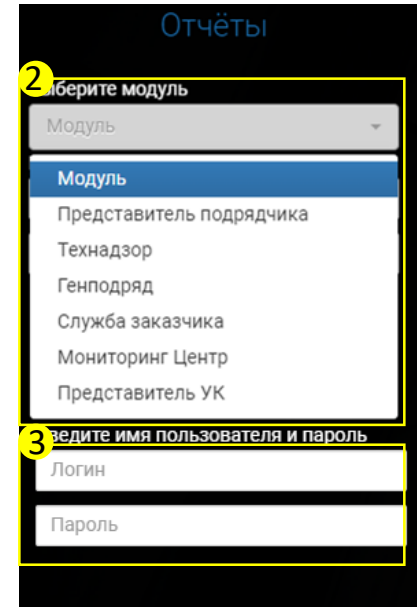 Отчёты
2
ыберите модуль
Модуль
Модуль
Представитель подрядчика
Технадзор
Генподряд
Служба заказчика
Мониторинг Центр
Представитель УК
3
ведите имя пользователя и пароль
Логин
Пароль